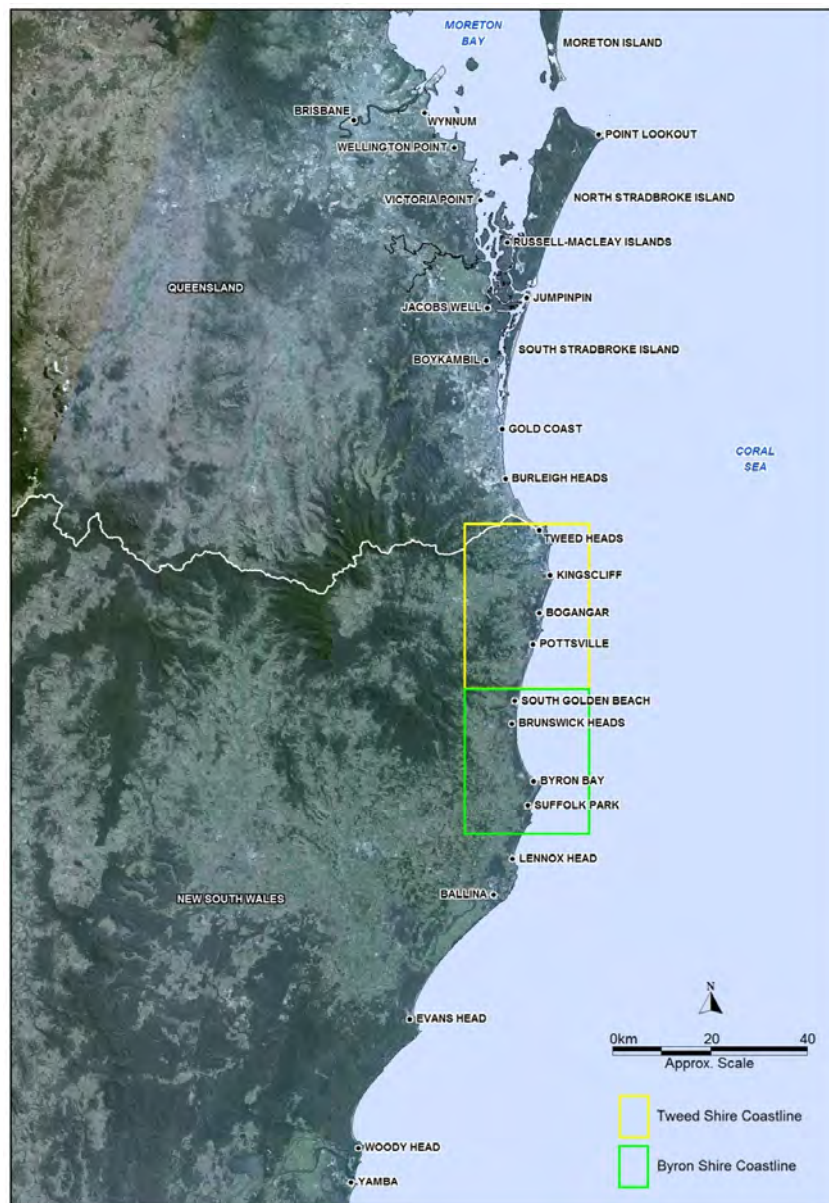 MORETON
BAY
MORETON ISLAND
BRISBANE
WYNNUM
POINT LOOKOUT
WELLINGTON POINT
VICTORIA POINT
NORTH STRADBROKE ISLAND
RUSSELL-MACLEAY ISLANDS
QUEENSLAND
JUMPINPIN
JACOBS WELL
SOUTH STRADBROKE ISLAND
BOYKAMBIL
GOLD COAST
CORAL
SEA
BURLEIGH HEADS
TWEED HEADS
KINGSCLIFF
BOGANGAR
POTTSVILLE
SOUTH GOLDEN BEACH
BRUNSWICK HEADS
BYRON BAY
SUFFOLK PARK
LENNOX HEAD
BALLINA
NEW SOUTH WALES
N
EVANS HEAD
0km 20 40
Approx. Scale
Tweed Shire Coastline
WOODY HEAD
Byron Shire Coastline
YAMBA